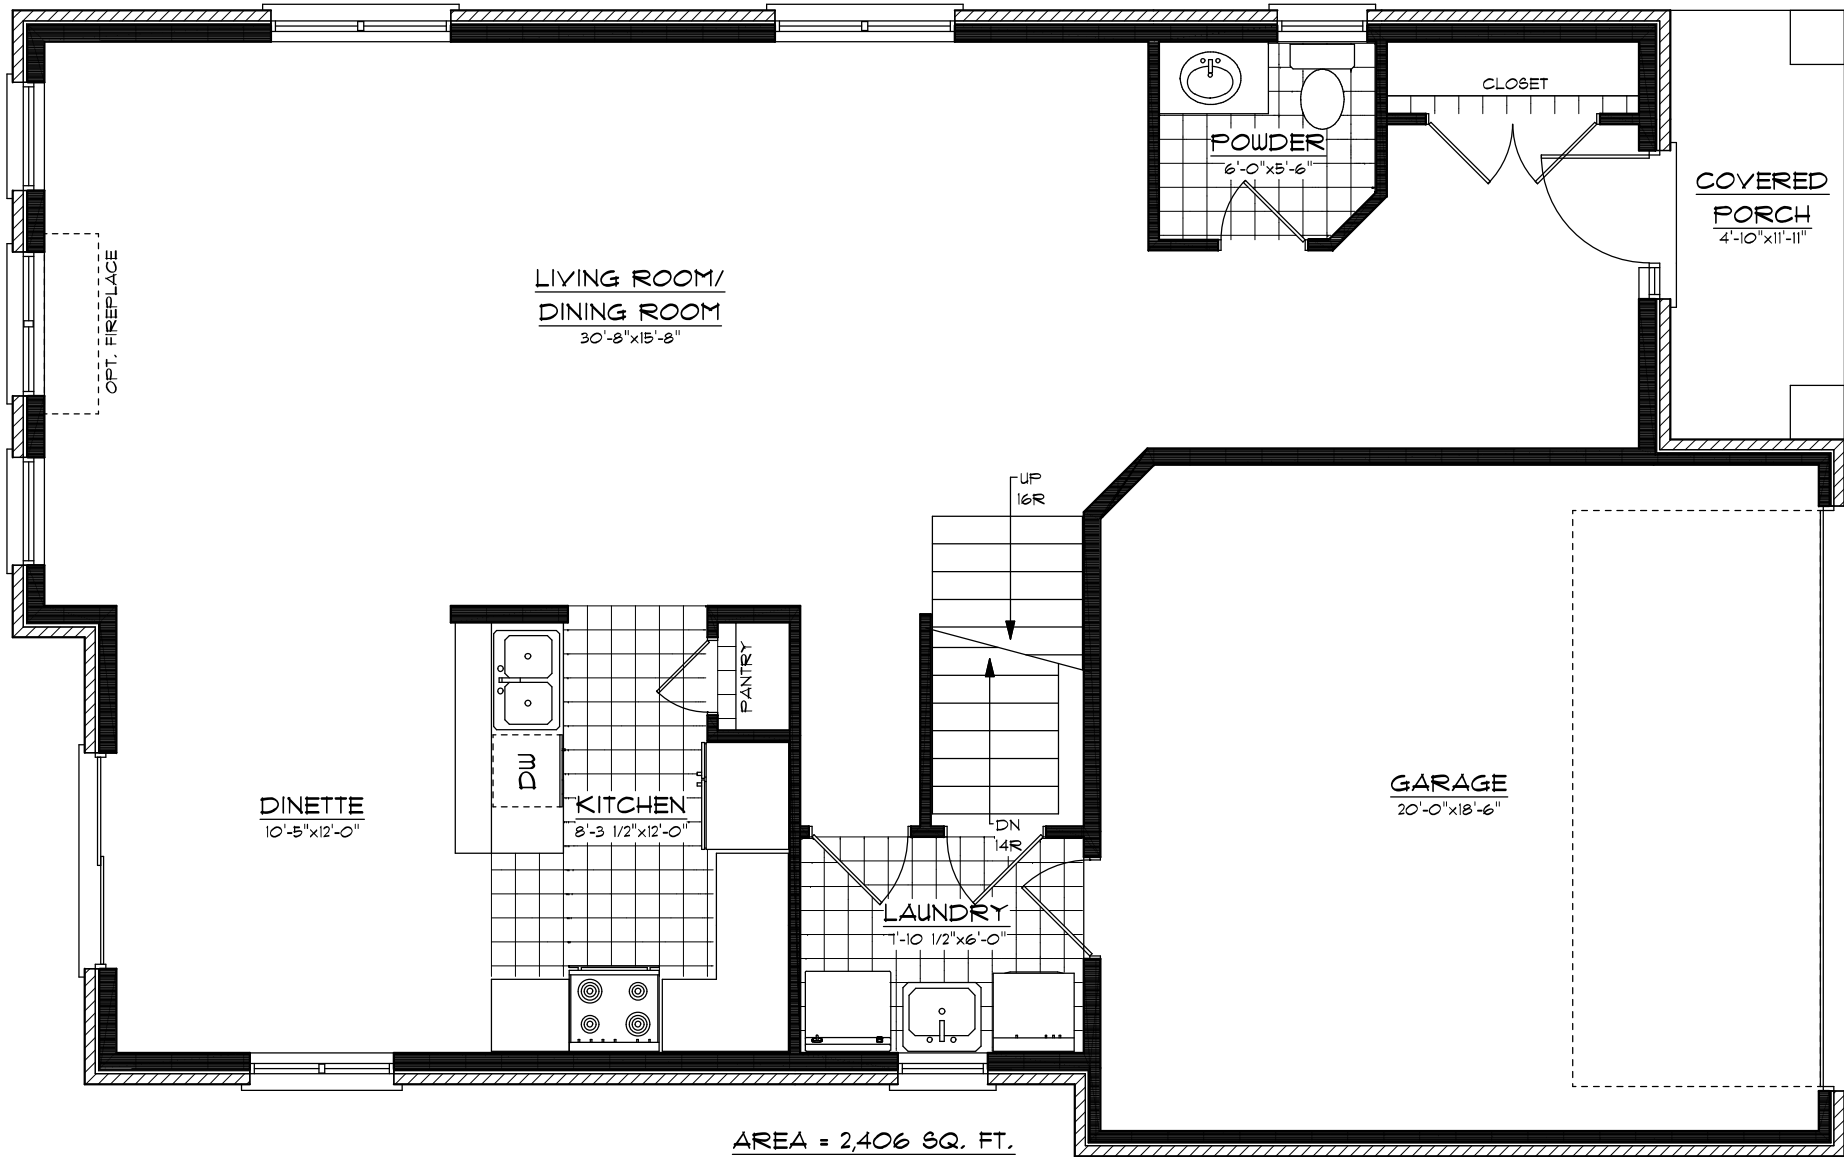 CLOSET
POWDER
6'-0"x5'-6"
COVERED
PORCH
4'-10"x11'-11"
LIVING ROOM/
DINING ROOM
30'-8"x15'-8"
OPT. FIREPLACE
UP
16R
PANTRY
DW
DINETTE
10'-5"x12'-0"
KITCHEN
8'-3 1/2"x12'-0"
GARAGE
20'-0"x18'-6"
DN
14R
LAUNDRY
7'-10 1/2"x6'-0"
AREA = 2,406 SQ. FT.